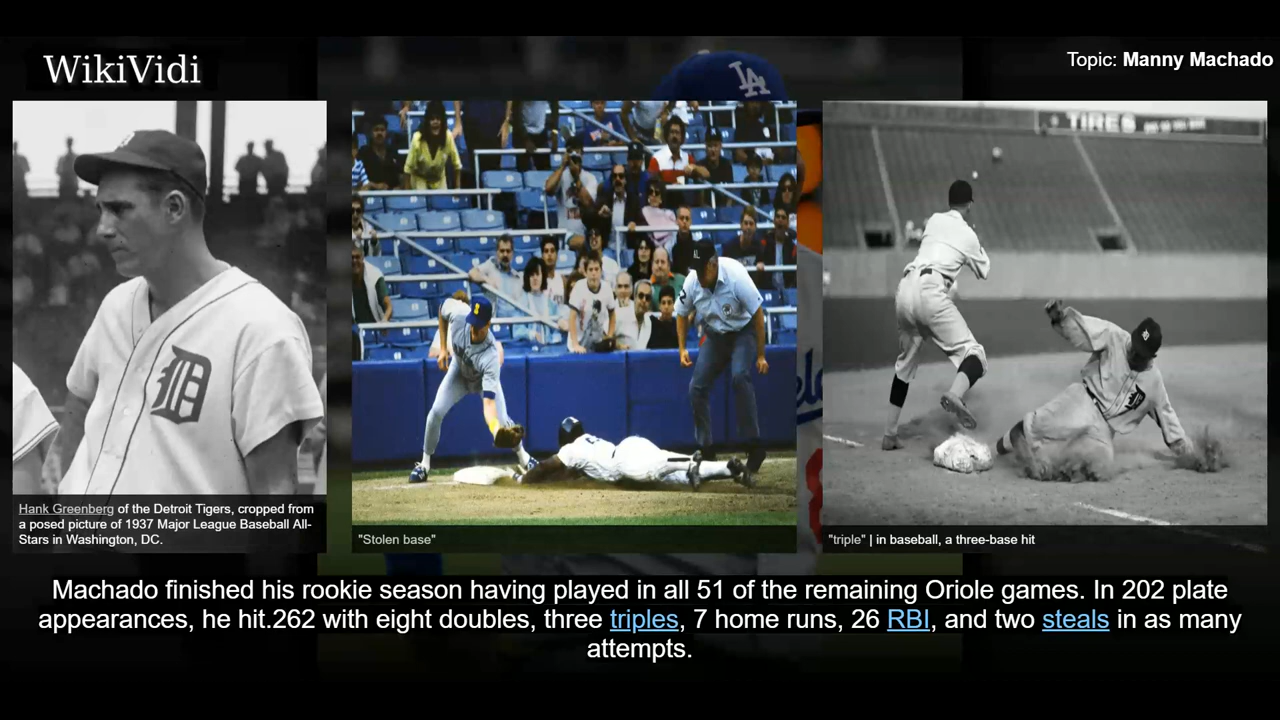 WikiVidi
Topic: Manny Machado
LA
TIRES
AL
D
Hank Greenberg of the Detroit Tigers, cropped from
a posed picture of 1937 Major League Baseball All-
Stars in Washington, DC.
"Stolen base"
"triple" | in baseball, a three-base hit
Machado finished his rookie season having played in all 51 of the remaining Oriole games. In 202 plate
appearances, he hit.262 with eight doubles, three triples, 7 home runs, 26 RBI, and two steals in as many
attempts.